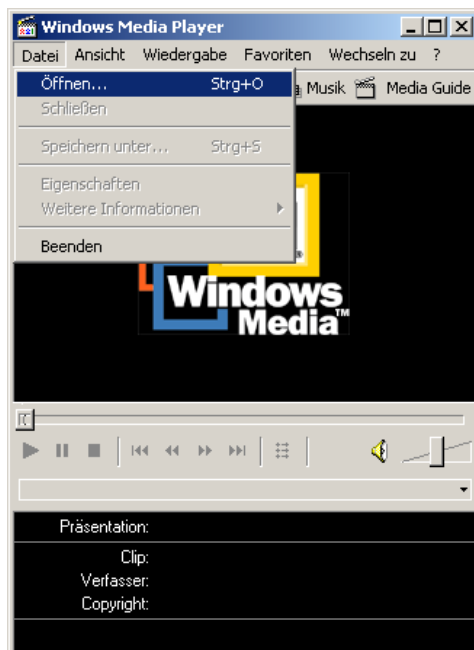 Windows Media Player
Datei Ansicht Wiedergabe Favoriten Wechseln zu ?
Öffnen... Strg+O
Musik Media Guide
Schließen
Speichern unter... Strg+S
Eigenschaften
Weitere Informationen
Beenden
Windows
Media™
Präsentation:
Clip:
Verfasser:
Copyright: